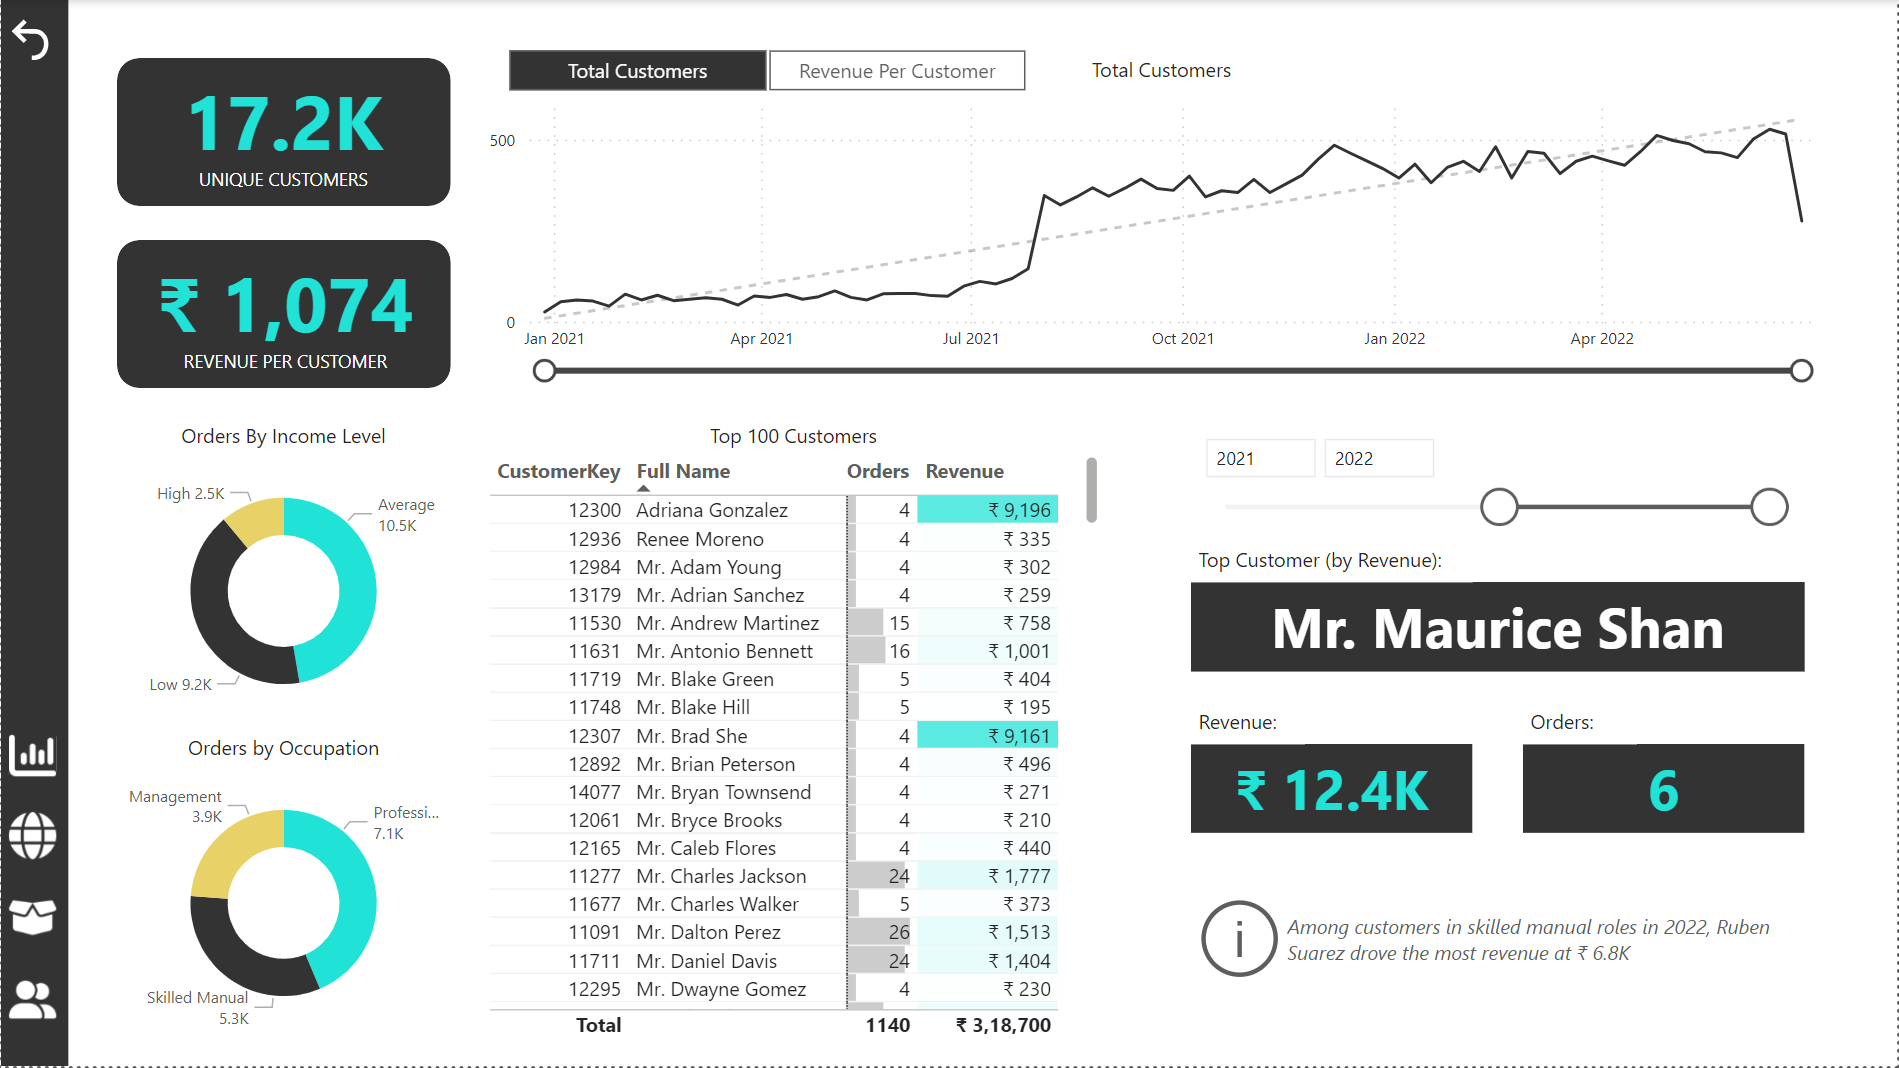 17.2K
UNIQUE CUSTOMERS
₹ 1,074
REVENUE PER CUSTOMER
Total Customers
Revenue Per Customer
Total Customers
500
0
Jan 2021
Apr 2021
Jul 2021
Oct 2021
Jan 2022
Apr 2022
Orders By Income Level
High 2.5K
Average
10.5K
Low 9.2K
Orders by Occupation
Management
3.9K
Professi...
7.1K
Skilled Manual
5.3K
Top 100 Customers
CustomerKey Full Name Orders Revenue
12300 Adriana Gonzalez 4 ₹ 9,196
12936 Renee Moreno 4 ₹ 335
12984 Mr. Adam Young 4 ₹ 302
13179 Mr. Adrian Sanchez 4 ₹ 259
11530 Mr. Andrew Martinez 15 ₹ 758
11631 Mr. Antonio Bennett 16 ₹ 1,001
11719 Mr. Blake Green 5 ₹ 404
11748 Mr. Blake Hill 5 ₹ 195
12307 Mr. Brad She 4 ₹ 9,161
12892 Mr. Brian Peterson 4 ₹ 496
14077 Mr. Bryan Townsend 4 ₹ 271
12061 Mr. Bryce Brooks 4 ₹ 210
12165 Mr. Caleb Flores 4 ₹ 440
11277 Mr. Charles Jackson 24 ₹ 1,777
11677 Mr. Charles Walker 5 ₹ 373
11091 Mr. Dalton Perez 26 ₹ 1,513
11711 Mr. Daniel Davis 24 ₹ 1,404
12295 Mr. Dwayne Gomez 4 ₹ 230
Total 1140 ₹ 3,18,700
2021
2022
Top Customer (by Revenue):
Mr. Maurice Shan
Revenue:
₹ 12.4K
Orders:
6
i
Among customers in skilled manual roles in 2022, Ruben
Suarez drove the most revenue at ₹ 6.8K